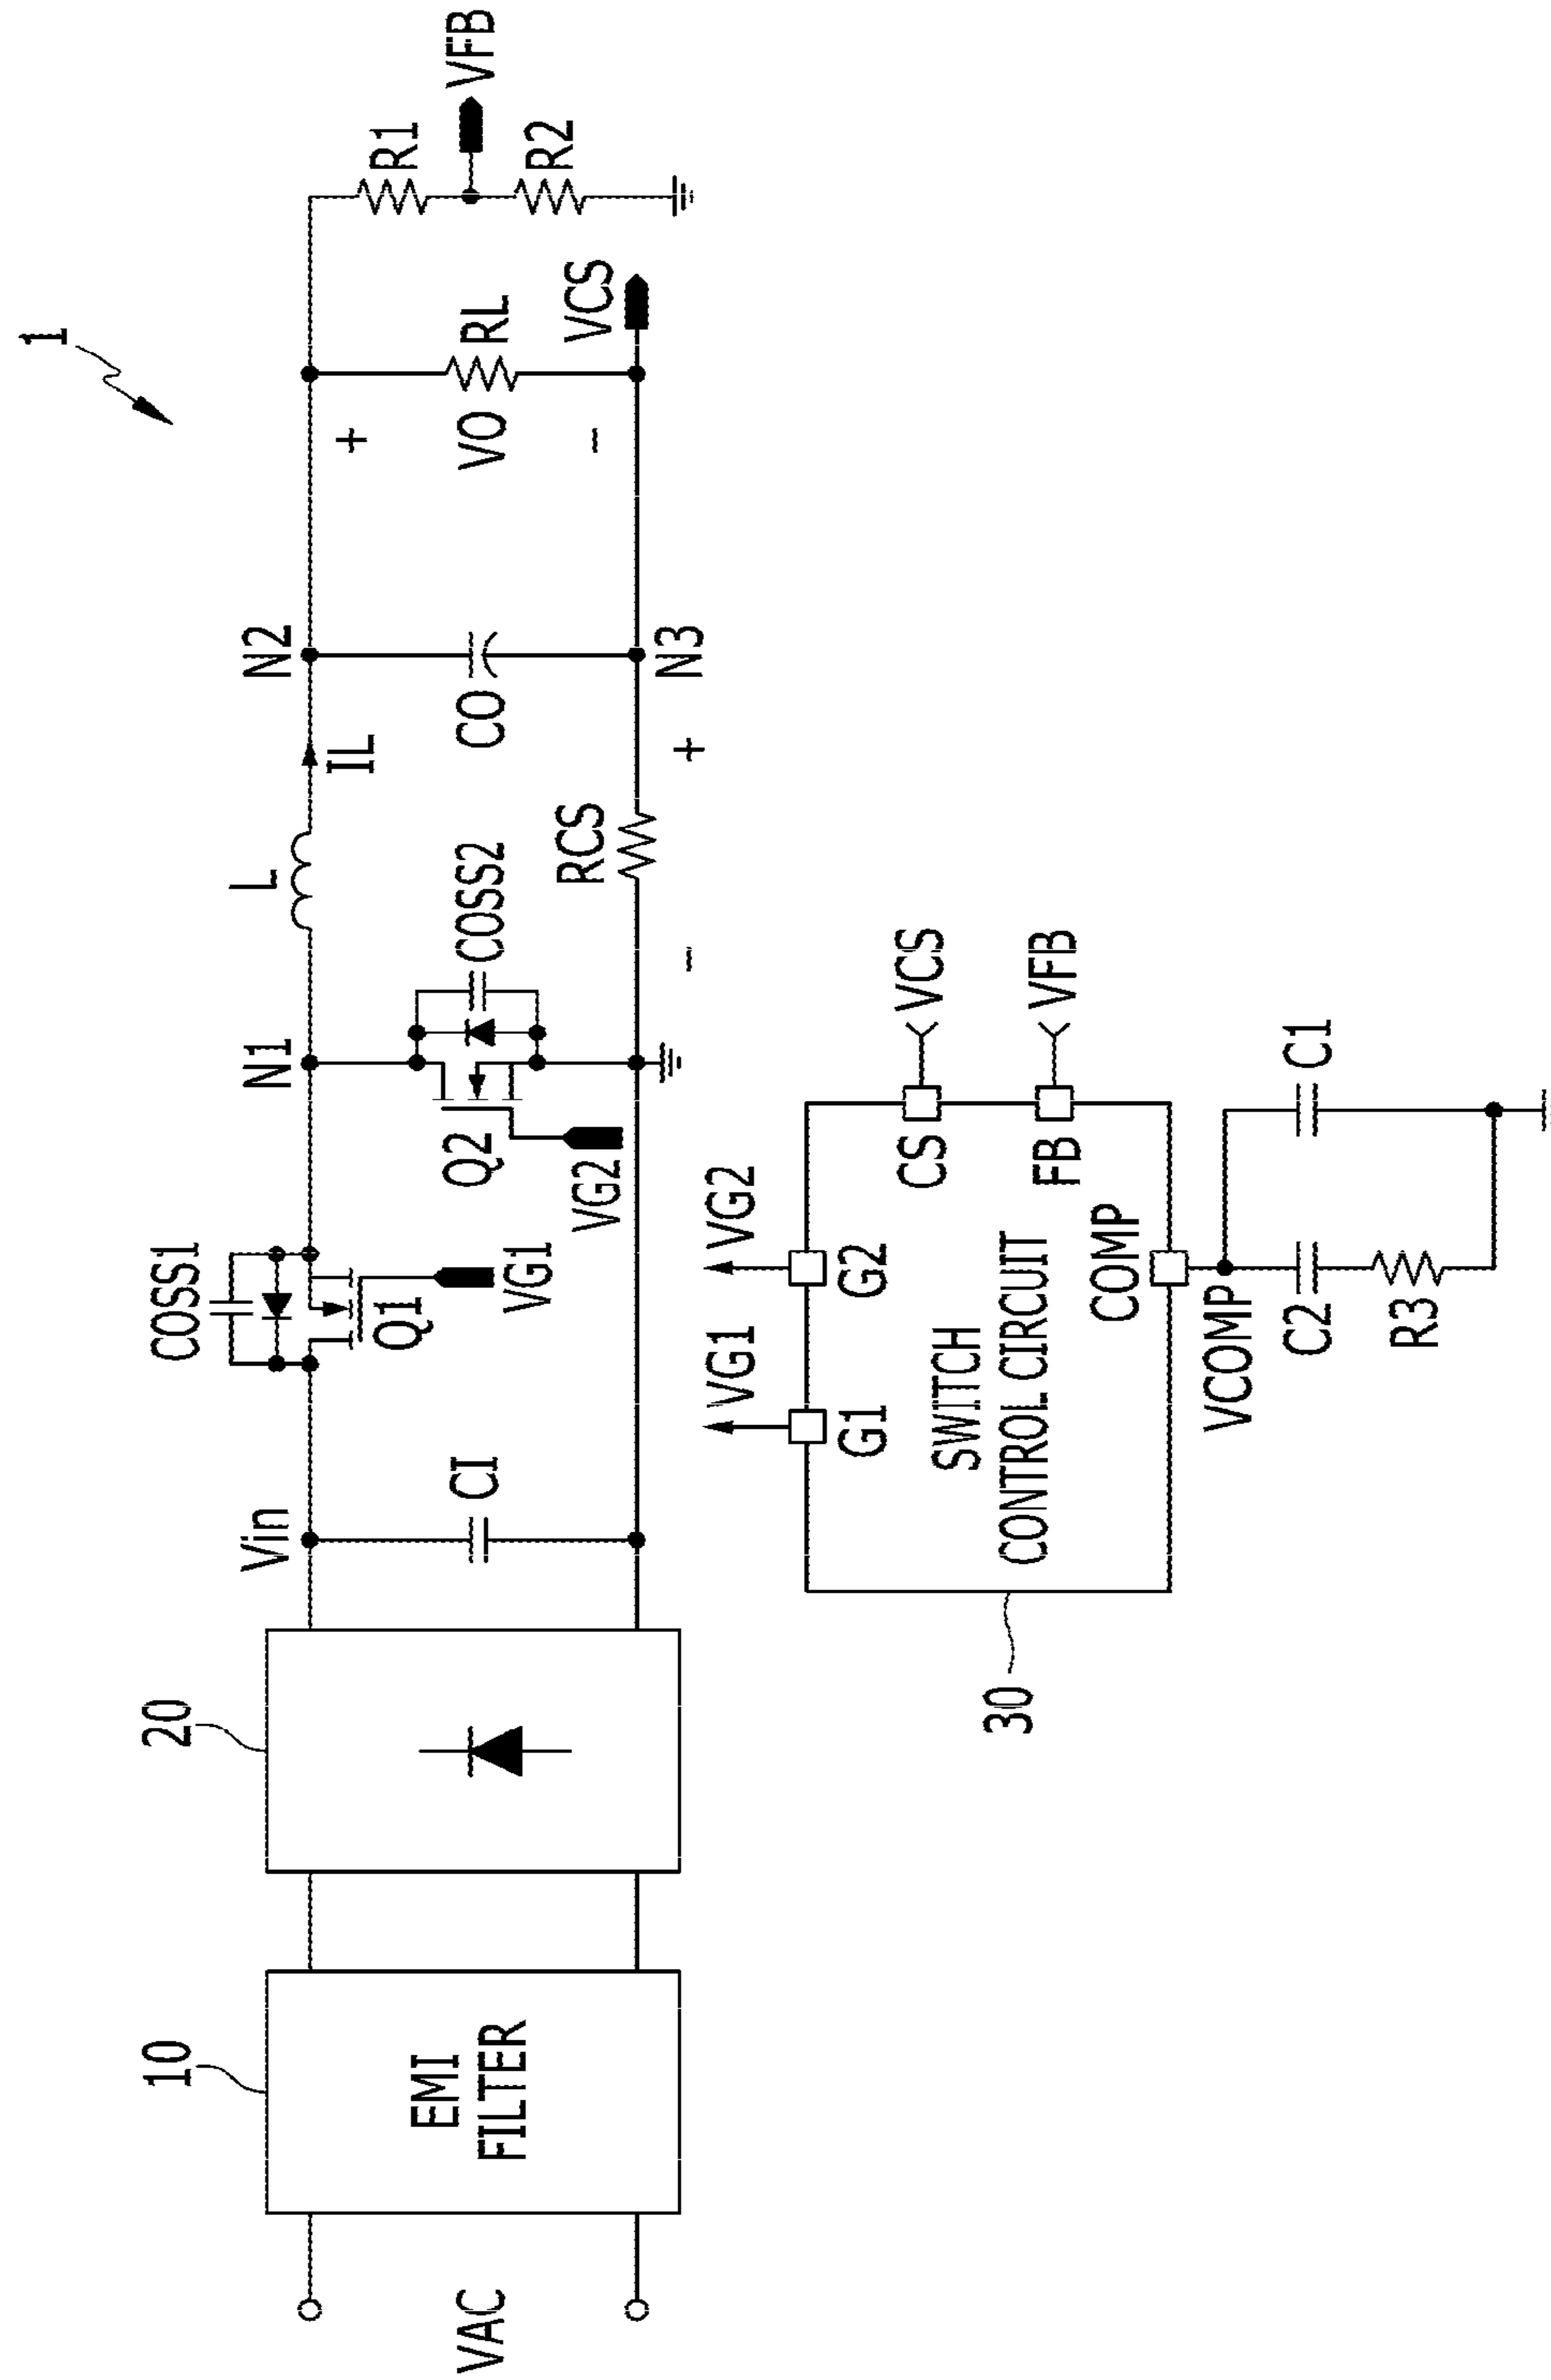 1
10
20
VAC
EMI
FILTER
Vin
CI
COSS1
Q1
VG1
N1
Q2
VG2
COSS2
L
IL
RCS
-
+
N2
CO
N3
+
VO
-
RL
VCS
R1
R2
VFB
30
VG1
VG2
G1
G2
SWITCH
CONTROL CIRCUIT
CS
VCS
FB
VFB
COMP
VCOMP
C2
R3
C1